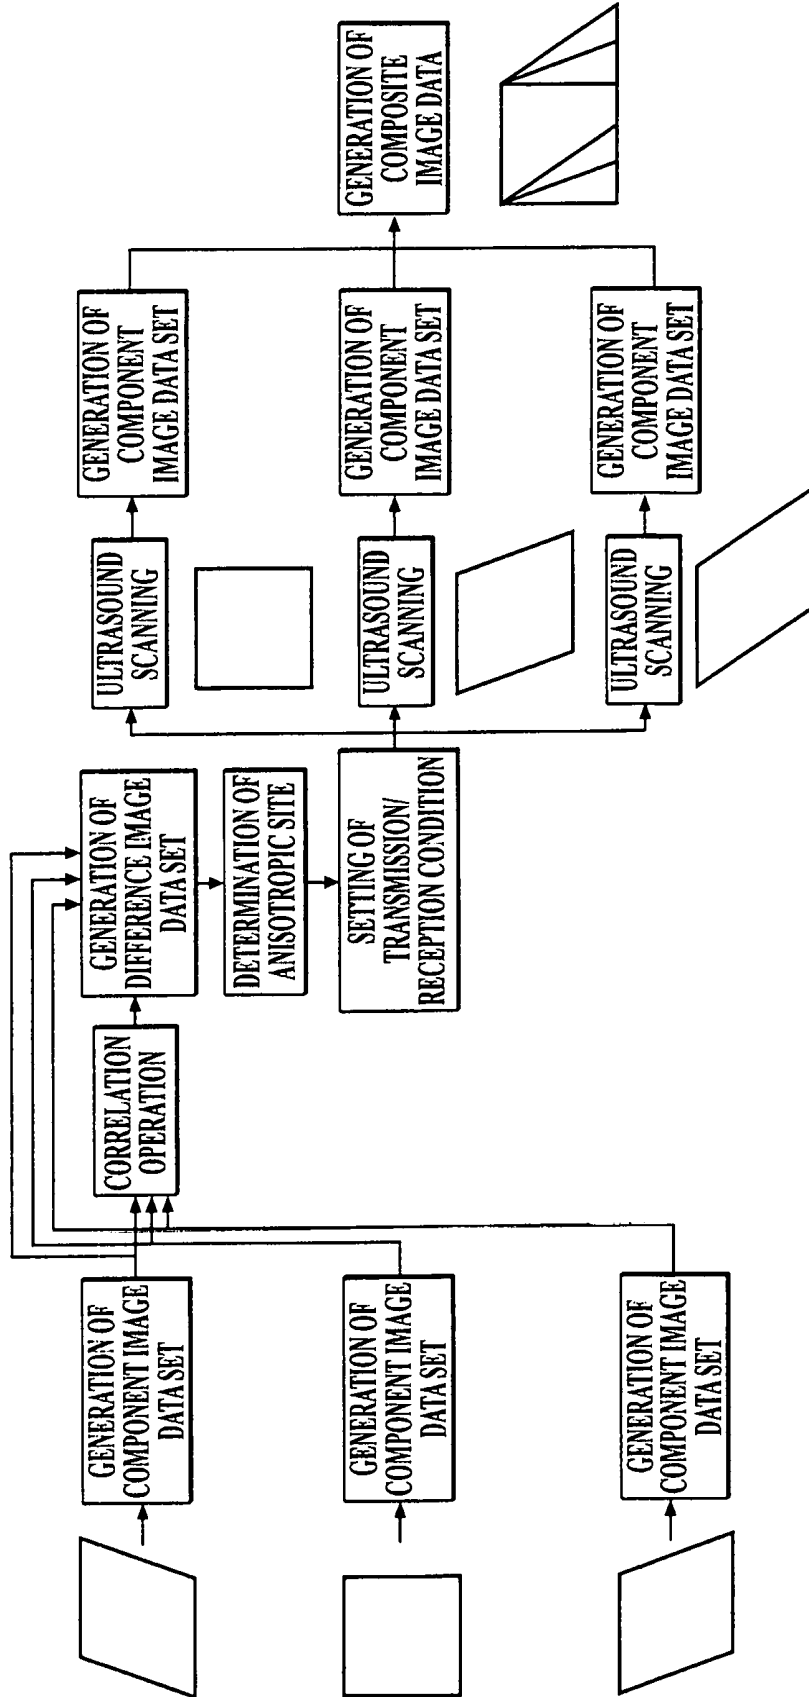 GENERATION OF
COMPONENT IMAGE
DATA SET
GENERATION OF
COMPONENT IMAGE
DATA SET
GENERATION OF
COMPONENT IMAGE
DATA SET
CORRELATION
OPERATION
GENERATION OF
DIFFERENCE IMAGE
DATA SET
DETERMINATION OF
ANISOTROPIC SITE
SETTING OF
TRANSMISSION/
RECEPTION CONDITION
ULTRASOUND
SCANNING
ULTRASOUND
SCANNING
ULTRASOUND
SCANNING
GENERATION OF
COMPONENT
IMAGE DATA SET
GENERATION OF
COMPONENT
IMAGE DATA SET
GENERATION OF
COMPONENT
IMAGE DATA SET
GENERATION OF
COMPOSITE
IMAGE DATA